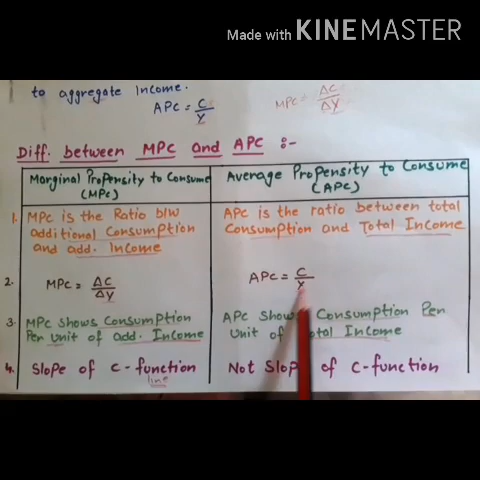 Made with KINEMASTER
to aggregate Income.
APC = C/Y
MPC = ΔC/ΔY
Diff. between MPC and APC :-
Marginal Propensity to Consume
(MPC)
Average Propensity to Consume
(APC)
1. MPC is the Ratio b/w
additional Consumption
and add. Income
APC is the ratio between total
Consumption and Total Income
2. MPC = ΔC/ΔY
APC = C/Y
3. MPC shows Consumption
Per Unit of add. Income
APC shows Consumption Per
Unit of Total Income
4. Slope of C-function
line
Not Slope of C-function